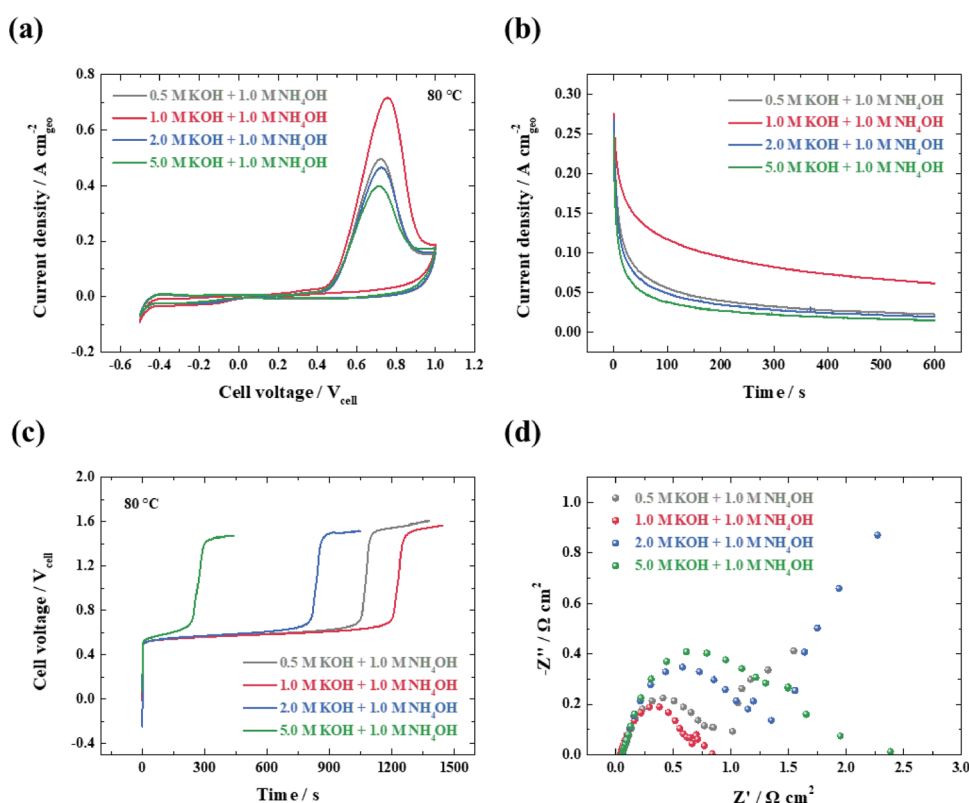 (a)
0.8
0.6
0.4
0.2
0.0
-0.2
-0.6 -0.4 -0.2 0.0 0.2 0.4 0.6 0.8 1.0 1.2
Current density / A cm⁻²geo
Cell voltage / Vcell
0.5 M KOH + 1.0 M NH₄OH
1.0 M KOH + 1.0 M NH₄OH
2.0 M KOH + 1.0 M NH₄OH
5.0 M KOH + 1.0 M NH₄OH
80 °C
(b)
0.30
0.25
0.20
0.15
0.10
0.05
0.00
0 100 200 300 400 500 600
Current density / A cm⁻²geo
Time / s
0.5 M KOH + 1.0 M NH₄OH
1.0 M KOH + 1.0 M NH₄OH
2.0 M KOH + 1.0 M NH₄OH
5.0 M KOH + 1.0 M NH₄OH
(c)
2.0
1.6
1.2
0.8
0.4
0.0
-0.4
0 300 600 900 1200 1500
Cell voltage / Vcell
Time / s
80 °C
0.5 M KOH + 1.0 M NH₄OH
1.0 M KOH + 1.0 M NH₄OH
2.0 M KOH + 1.0 M NH₄OH
5.0 M KOH + 1.0 M NH₄OH
(d)
1.0
0.8
0.6
0.4
0.2
0.0
0.0 0.5 1.0 1.5 2.0 2.5 3.0
-Z'' / Ω cm²
Z' / Ω cm²
0.5 M KOH + 1.0 M NH₄OH
1.0 M KOH + 1.0 M NH₄OH
2.0 M KOH + 1.0 M NH₄OH
5.0 M KOH + 1.0 M NH₄OH